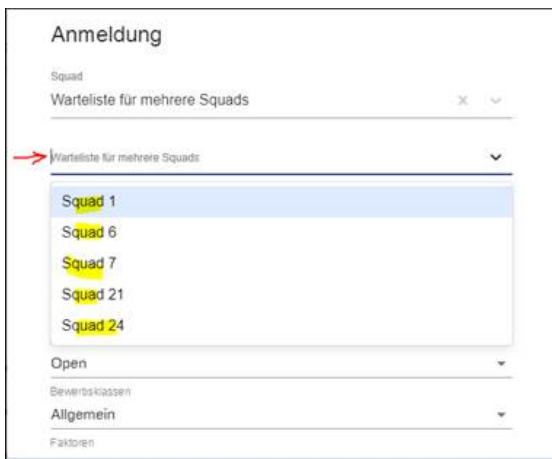 Anmeldung
Squad
Warteliste für mehrere Squads
Warteliste für mehrere Squads
Squad 1
Squad 6
Squad 7
Squad 21
Squad 24
Open
Bewerbsklassen
Allgemein
Faktoren